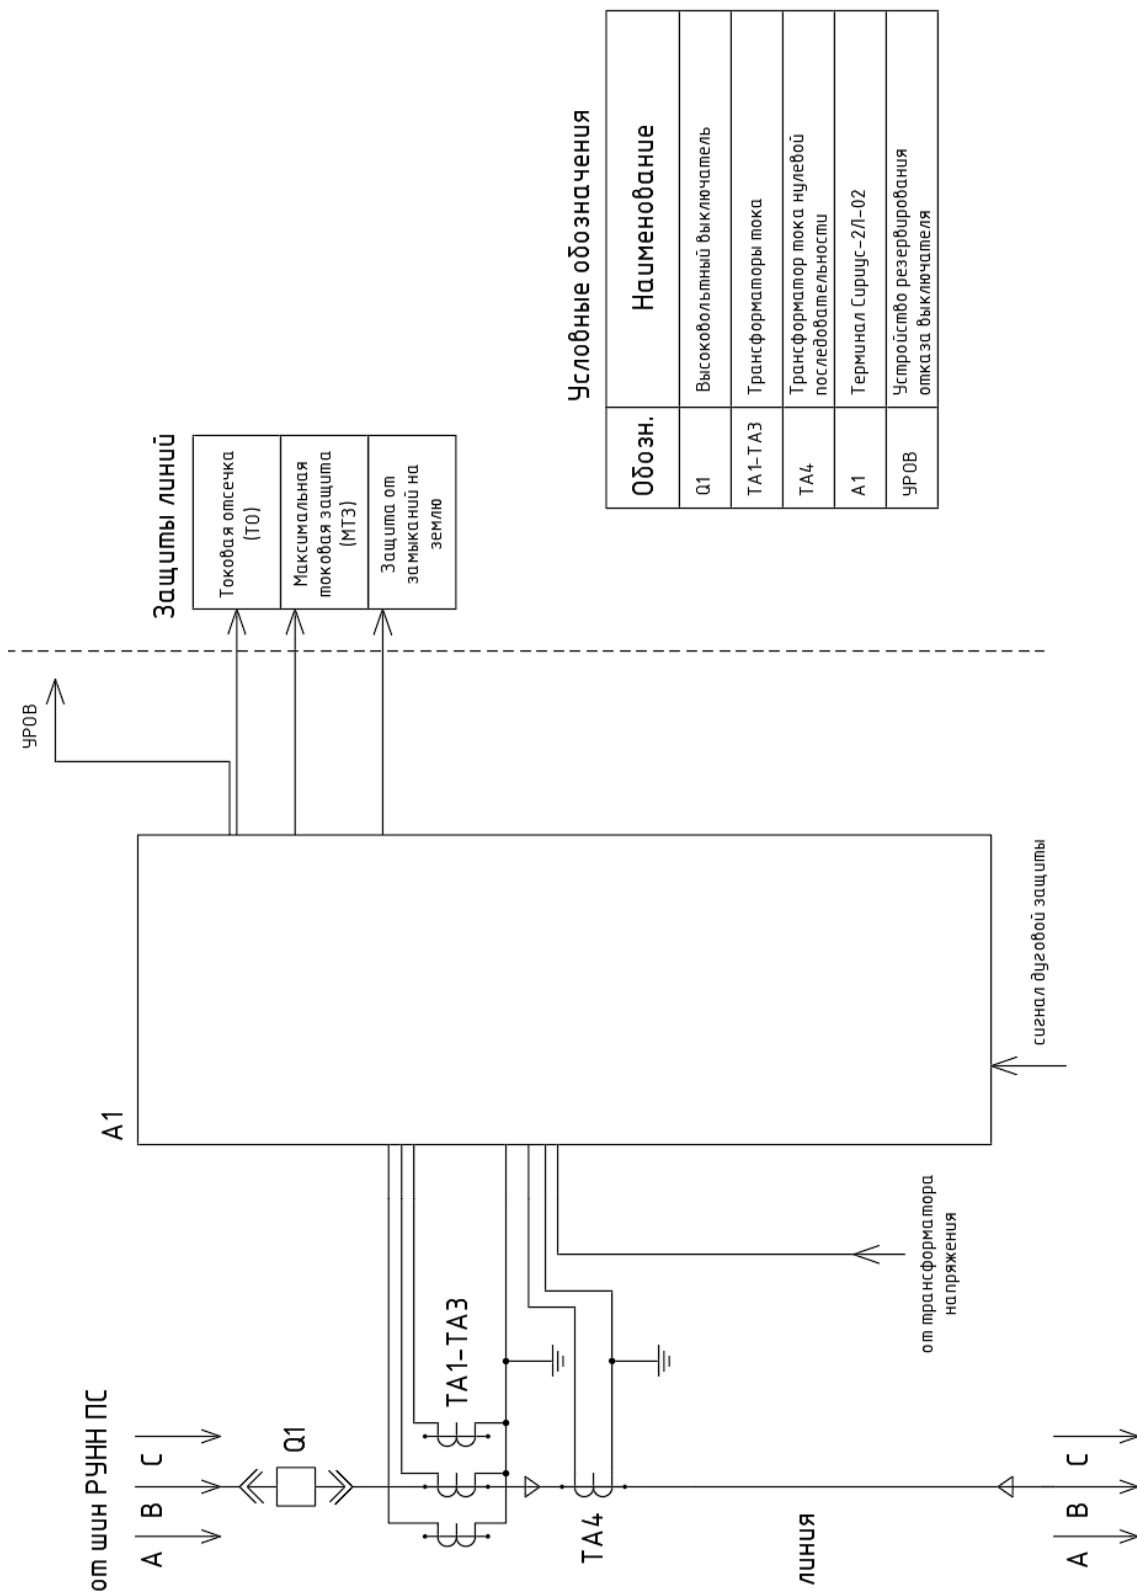 от шин РУНН ПС
A
B
C
Q1
TA1-TA3
TA4
линия
A
B
C
A1
от трансформатора
напряжения
сигнал дуговой защиты
УРОВ
Защиты линий
Токовая отсечка
(ТО)
Максимальная
токовая защита
(МТЗ)
Защита от
замыканий на
землю
Условные обозначения
Обозн.
Наименование
Q1
Высоковольтный выключатель
TA1-TA3
Трансформаторы тока
TA4
Трансформатор тока нулевой
последовательности
A1
Терминал Сириус-2Л-02
УРОВ
Устройство резервирования
отказа выключателя